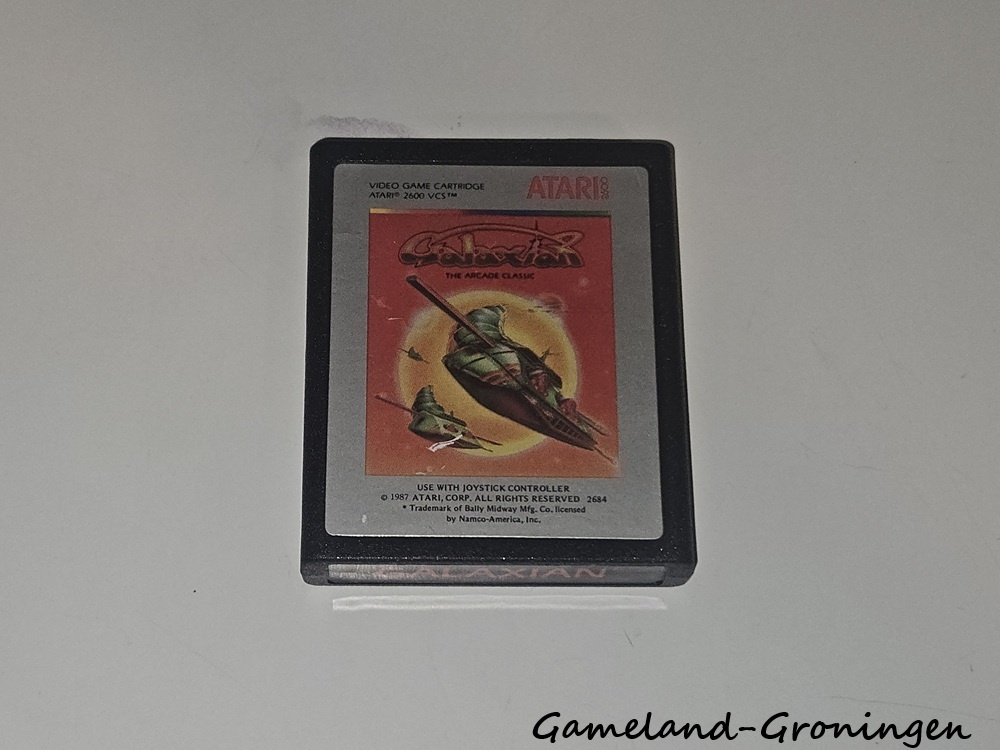 VIDEO GAME CARTRIDGE
ATARI® 2600 VCS™
ATARI 2600
Galaxian
THE ARCADE CLASSIC
USE WITH JOYSTICK CONTROLLER
© 1987 ATARI, CORP. ALL RIGHTS RESERVED 2684
* Trademark of Bally Midway Mfg. Co. licensed
by Namco-America, Inc.
GALAXIAN
Gameland-Groningen